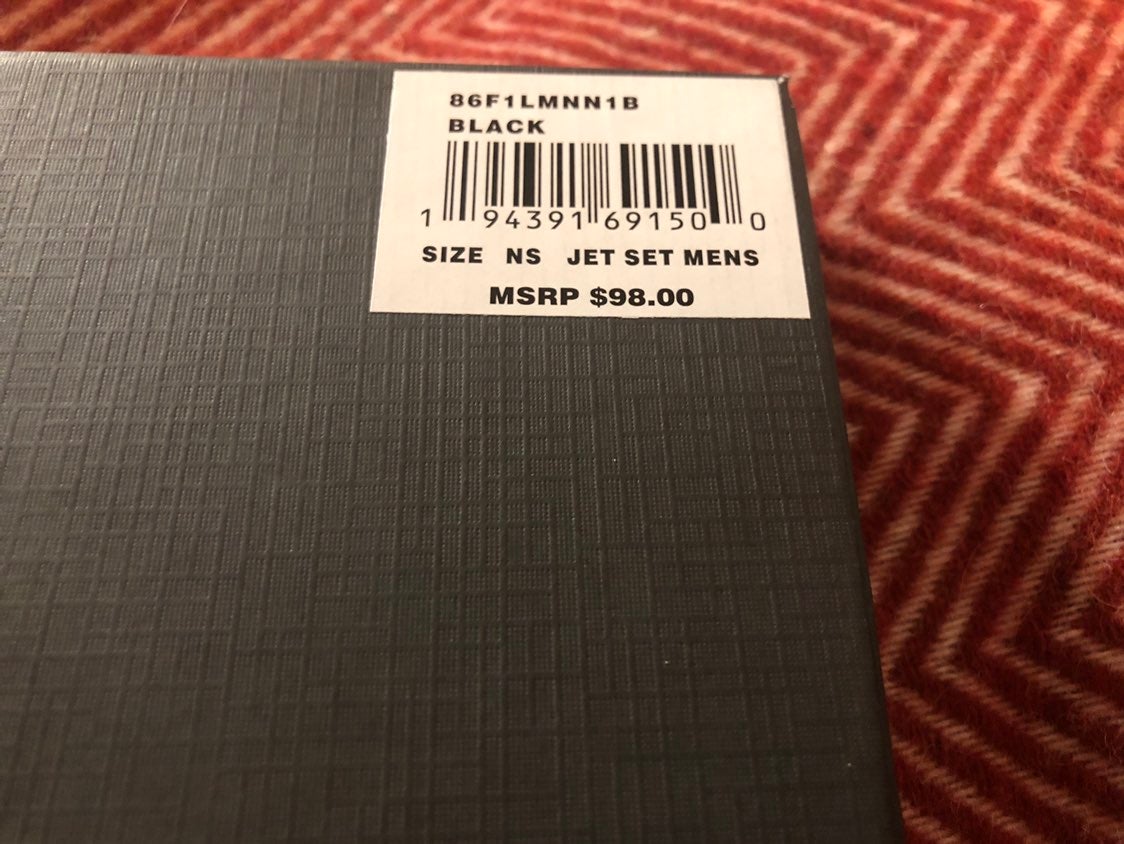 86F1LMNN1B
BLACK
1 94391 69150 0
SIZE NS JET SET MENS
MSRP $98.00